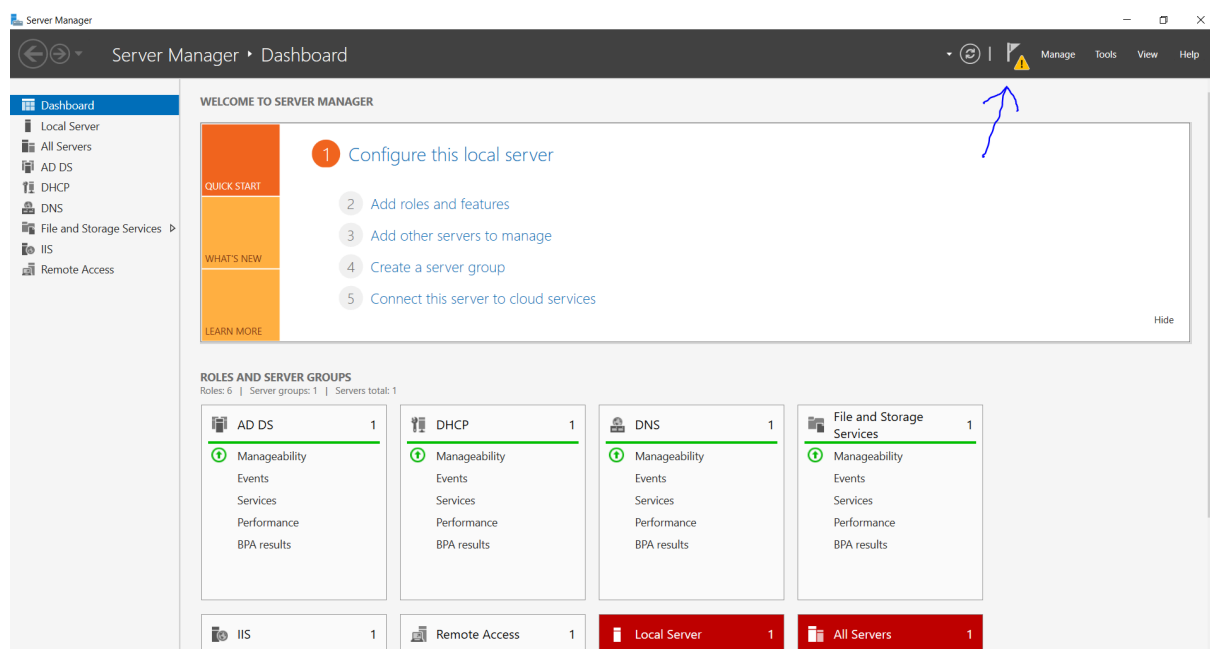 Server Manager
Server Manager ‣ Dashboard
Manage Tools View Help
Dashboard
Local Server
All Servers
AD DS
DHCP
DNS
File and Storage Services
IIS
Remote Access
WELCOME TO SERVER MANAGER
QUICK START
WHAT'S NEW
LEARN MORE
1 Configure this local server
2 Add roles and features
3 Add other servers to manage
4 Create a server group
5 Connect this server to cloud services
Hide
ROLES AND SERVER GROUPS
Roles: 6 | Server groups: 1 | Servers total: 1
AD DS 1
Manageability
Events
Services
Performance
BPA results
DHCP 1
Manageability
Events
Services
Performance
BPA results
DNS 1
Manageability
Events
Services
Performance
BPA results
File and Storage
Services 1
Manageability
Events
Services
Performance
BPA results
IIS 1
Remote Access 1
Local Server 1
All Servers 1